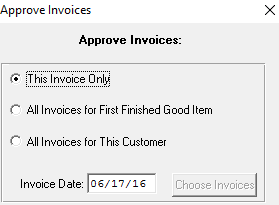 Approve Invoices
Approve Invoices:
This Invoice Only
All Invoices for First Finished Good Item
All Invoices for This Customer
Invoice Date: 06/17/16 Choose Invoices